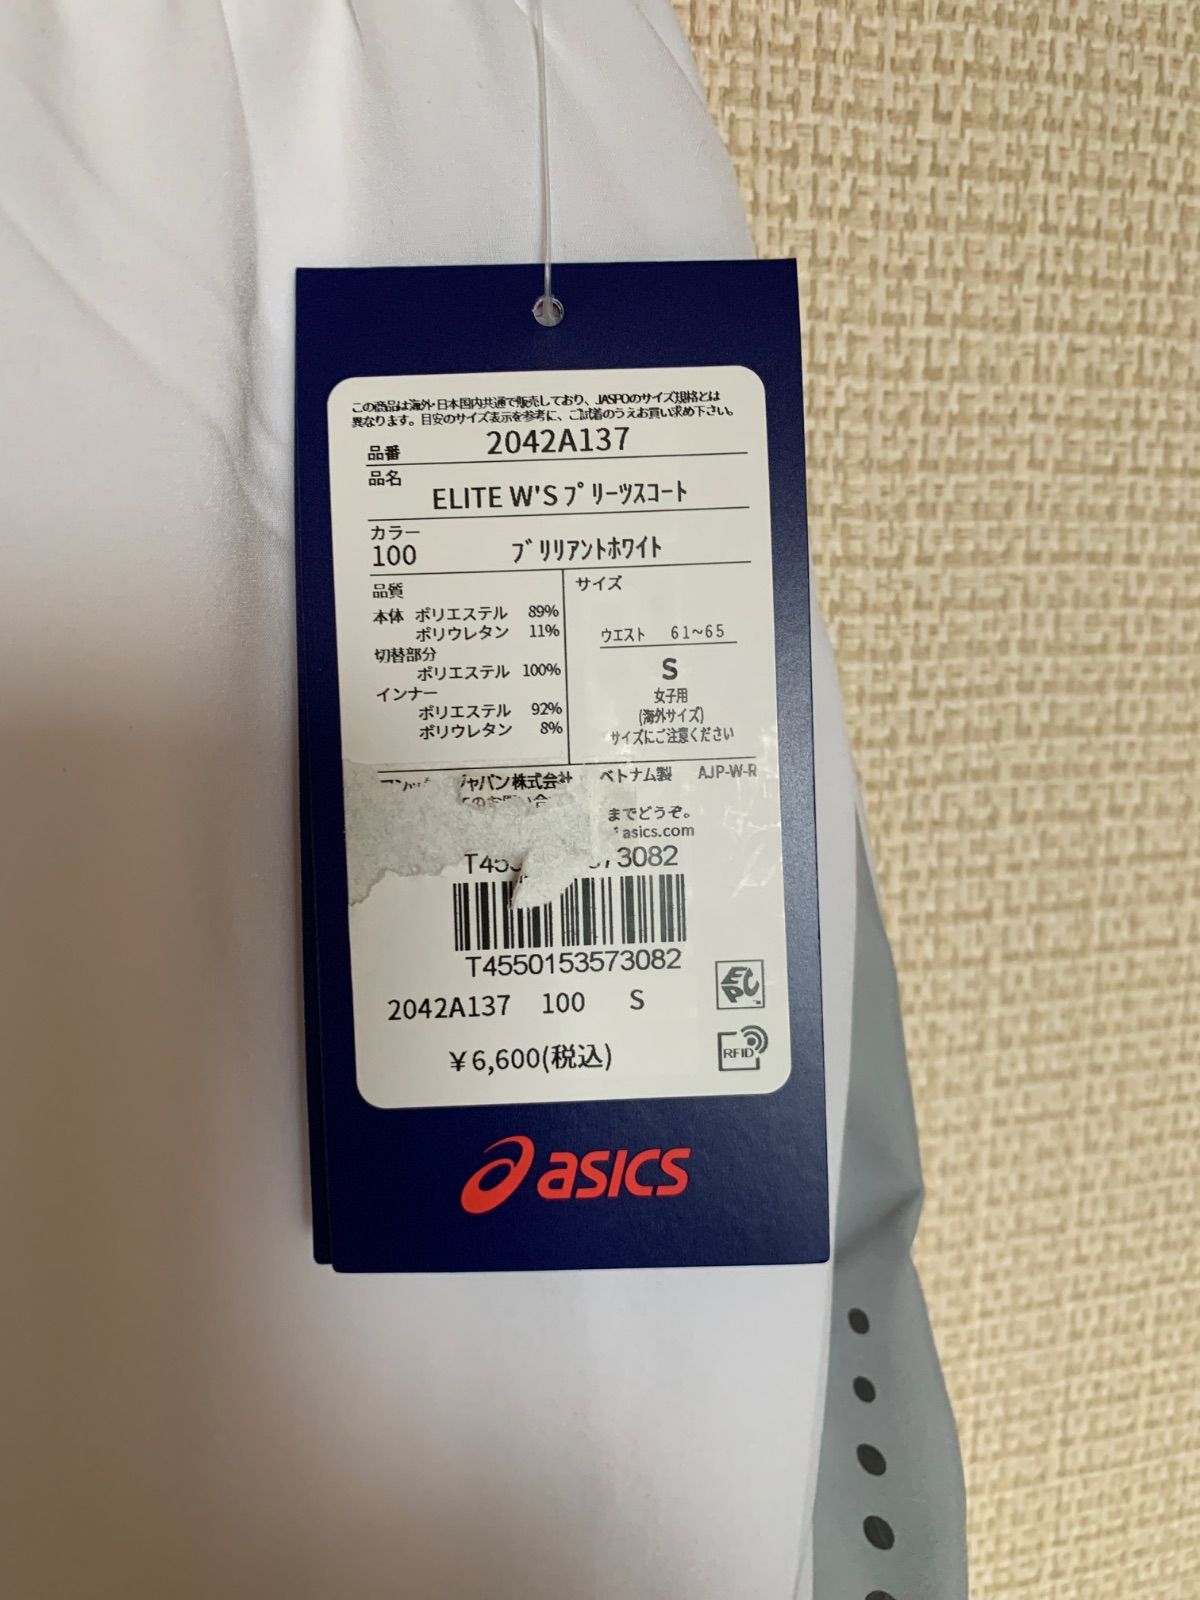 この商品は海外・日本国内共通で販売しており、JASPOのサイズ規格とは
異なります。目安のサイズ表示を参考に、ご試着のうえお買い求め下さい。
品番 2042A137
品名
ELITE W'S プリーツスコート
カラー
100 ブリリアントホワイト
品質
本体 ポリエステル 89%
ポリウレタン 11%
切替部分
ポリエステル 100%
インナー
ポリエステル 92%
ポリウレタン 8%
サイズ
ウエスト 61~65
S
女子用
(海外サイズ)
サイズにご注意ください
ジャパン株式会社 ベトナム製 AJP-W-R
までどうぞ。
asics.com
3082
T4550153573082
2042A137 100 S
¥6,600(税込)
EPC
RFID
asics